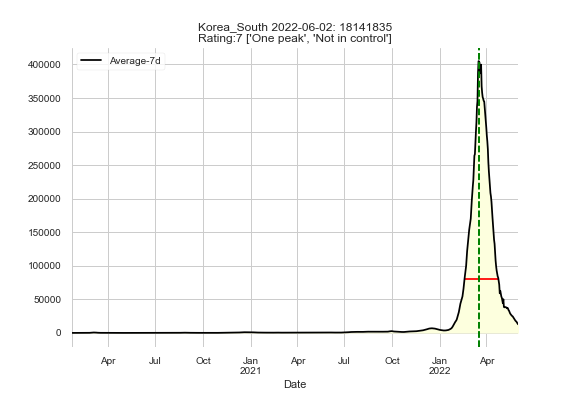 Korea_South 2022-06-02: 18141835
Rating:7 ['One peak', 'Not in control']
Average-7d
400000
350000
300000
250000
200000
150000
100000
50000
0
Apr Jul Oct Jan Apr Jul Oct Jan Apr
2021 2022
Date